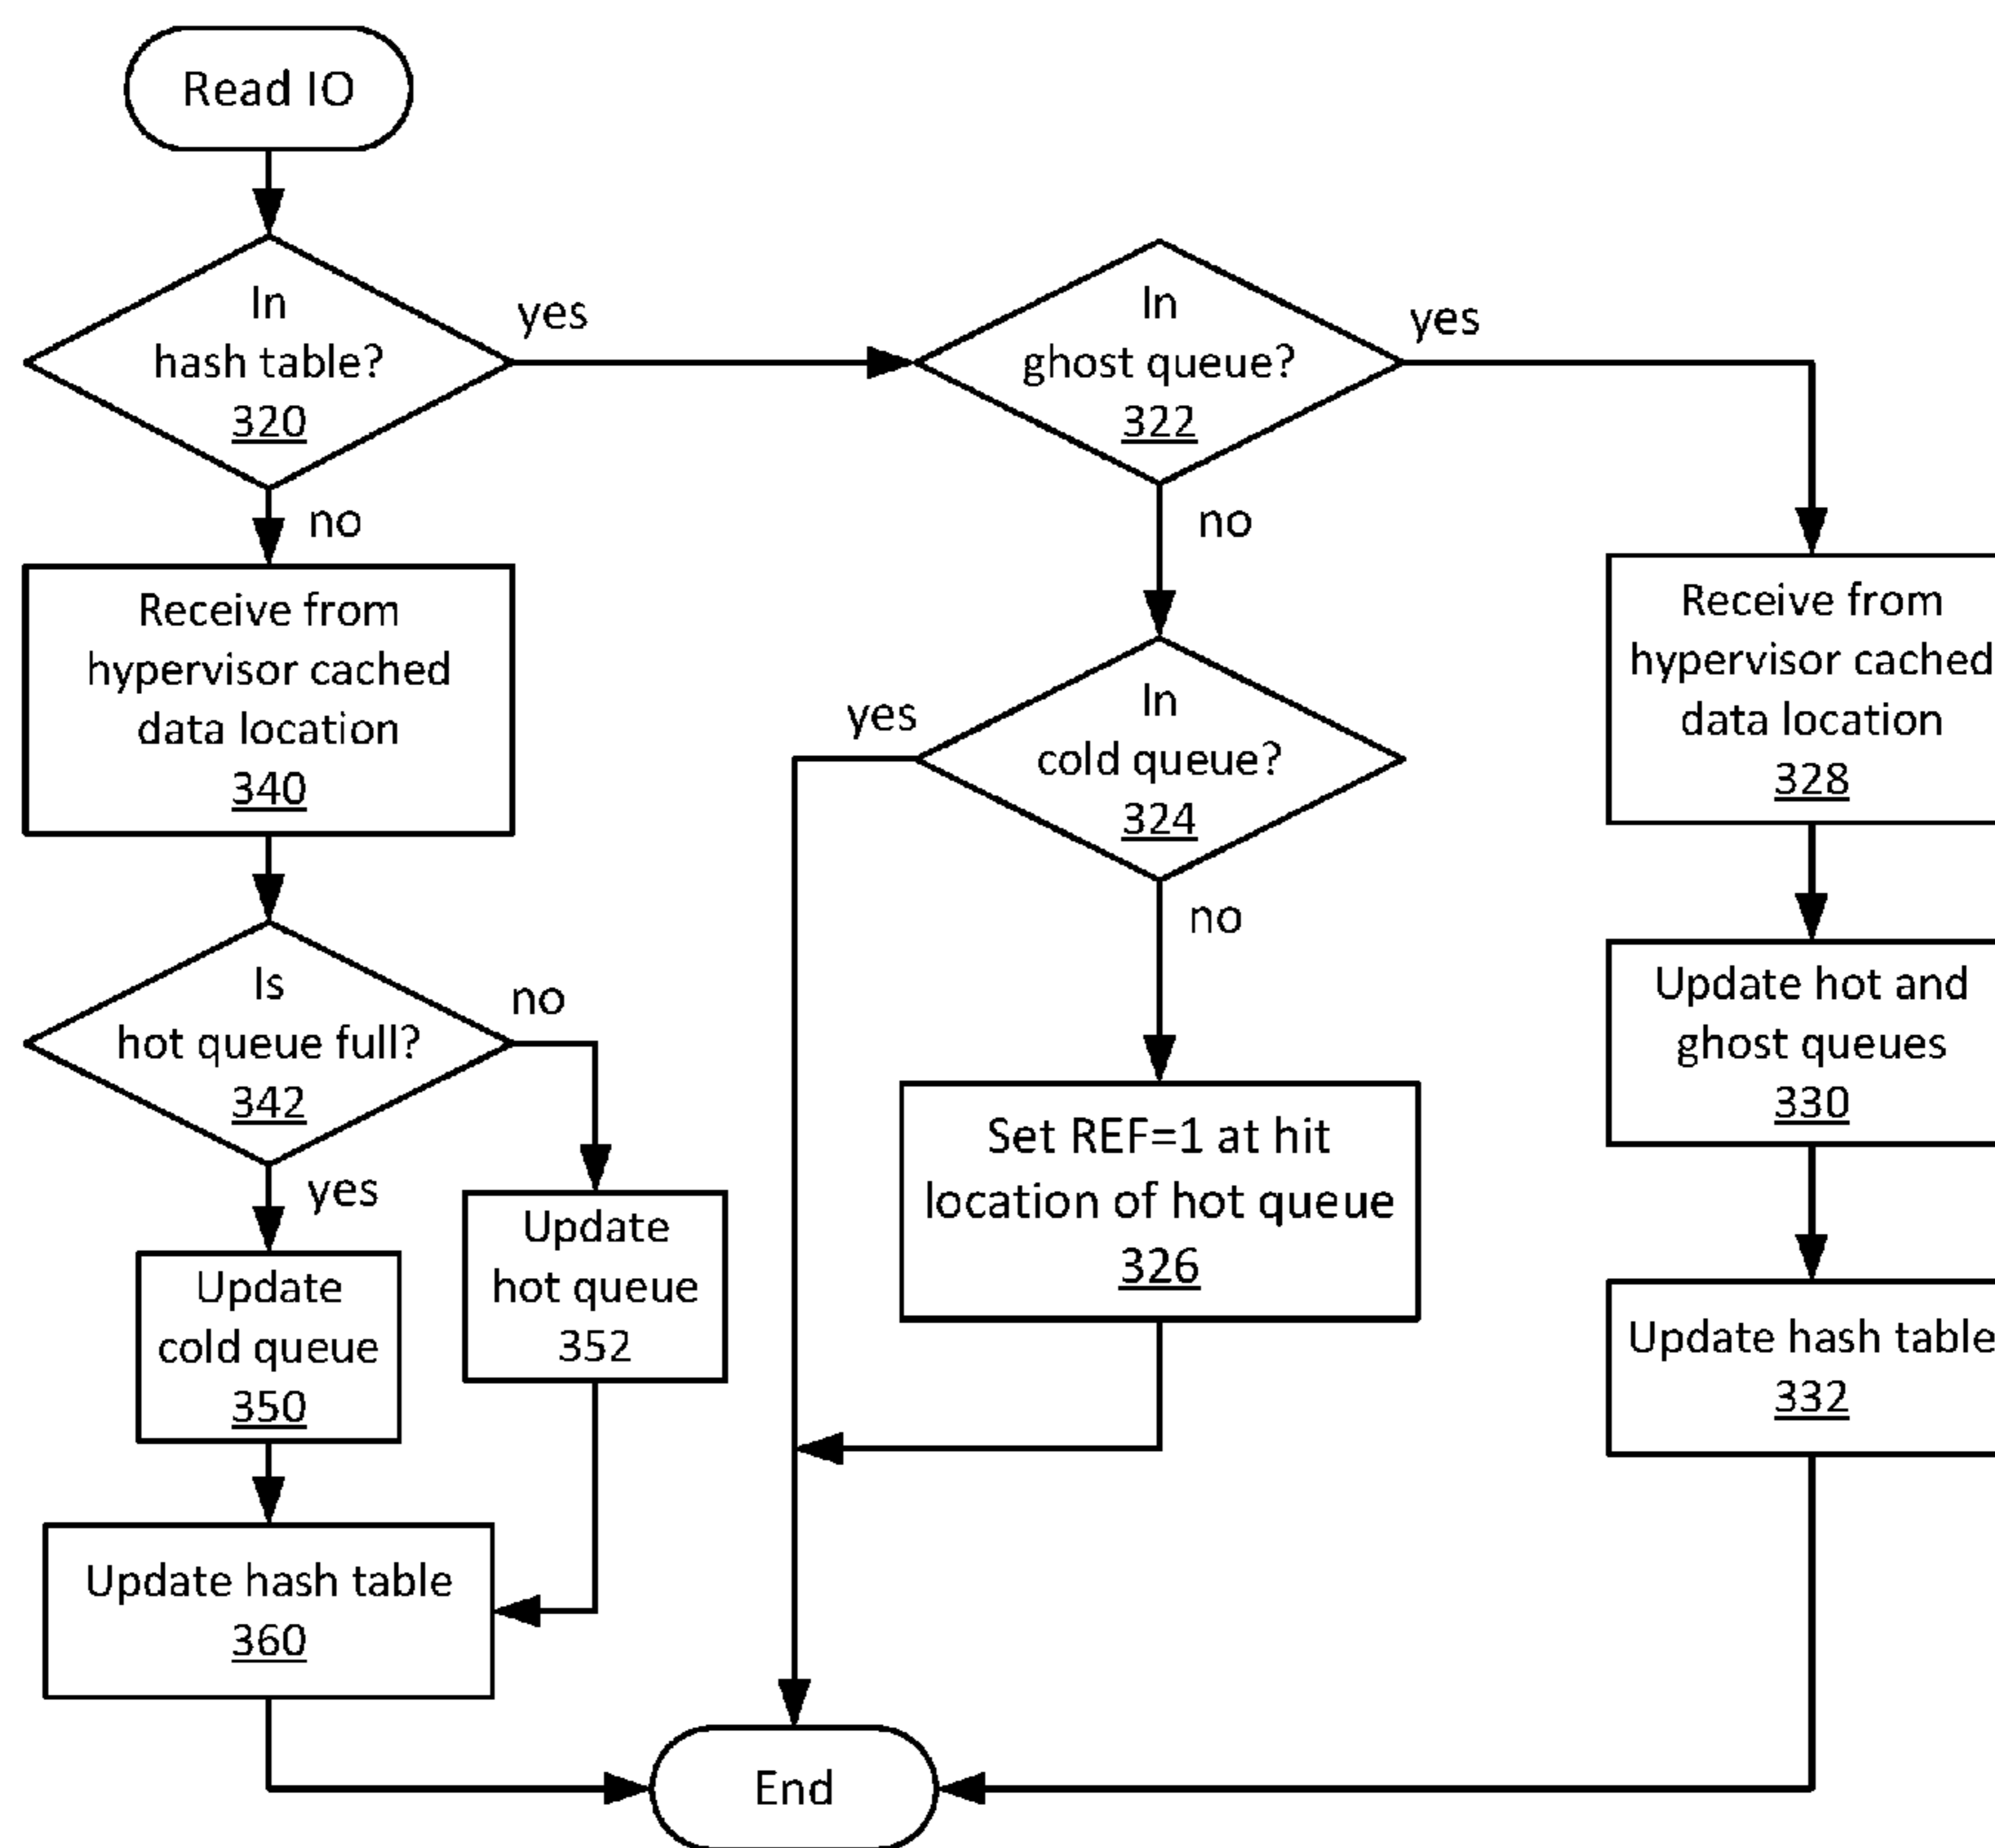 Read IO
In
hash table?
320
yes
In
ghost queue?
322
yes
no
no
Receive from
hypervisor cached
data location
340
In
cold queue?
324
yes
no
Receive from
hypervisor cached
data location
328
Is
hot queue full?
342
no
yes
Update hot and
ghost queues
330
Set REF=1 at hit
location of hot queue
326
Update
hot queue
352
Update
cold queue
350
Update hash table
332
Update hash table
360
End